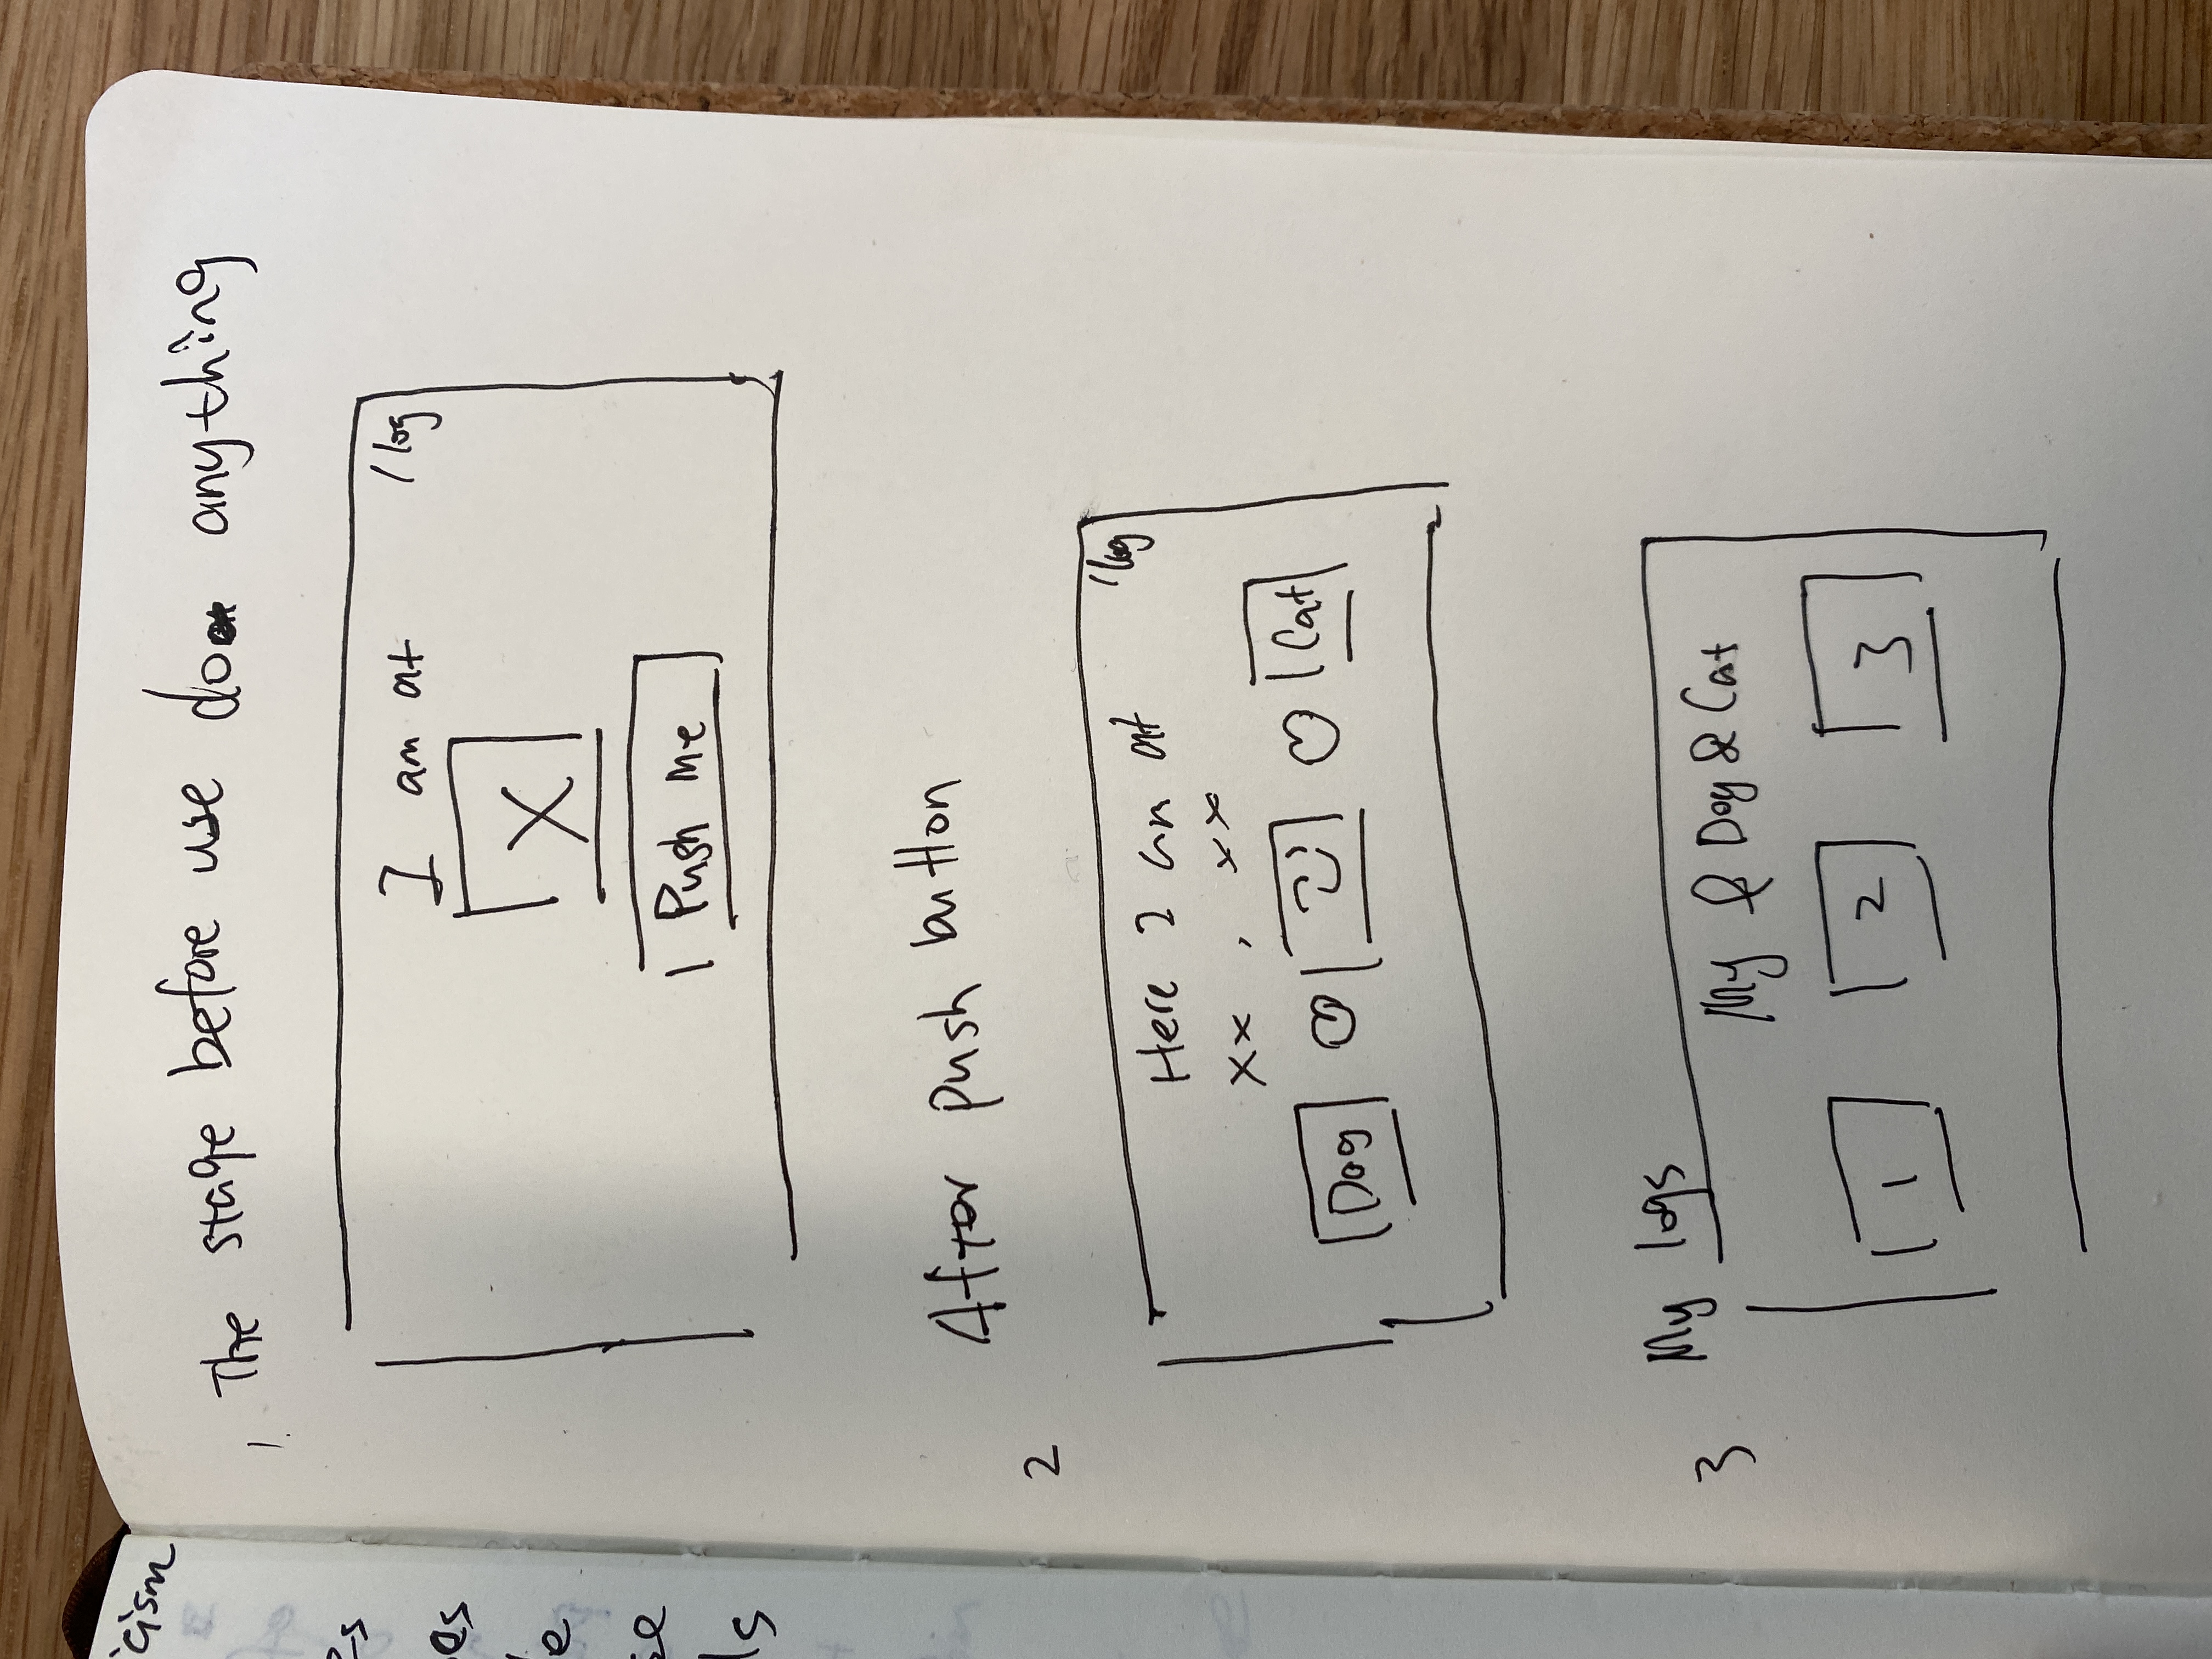 icism
es
es
e
se
ls
1. The stage before use do anything
I am at
/log
X
Push me
After push button
2
/log
Here I am at
xx , xx
Dog
Cat
My logs
3
My & Dog & Cat
1 2 3